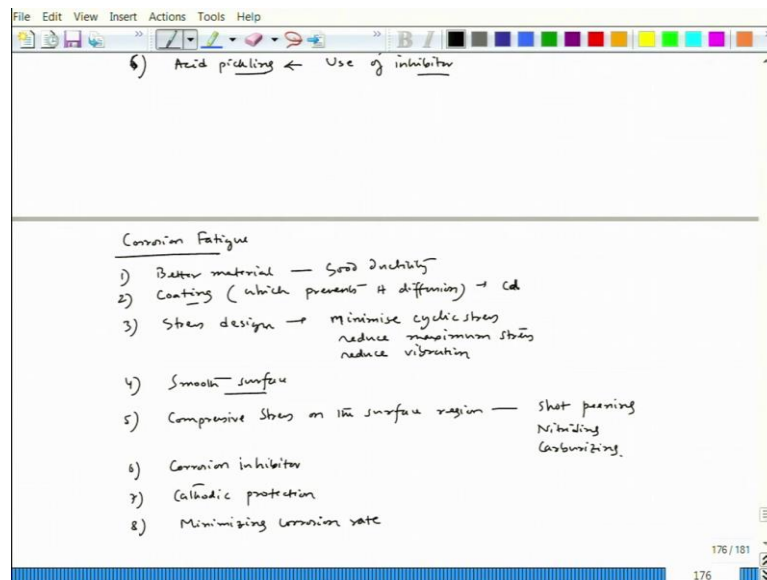 File Edit View Insert Actions Tools Help
B I
6) Acid pickling ← Use of inhibitor
Corrosion Fatigue
1) Better material — Good ductility
2) Coating (which prevents H diffusion) → Cd
3) Stress design → minimise cyclic stress
reduce maximum stress
reduce vibration
4) Smooth surface
5) Compressive stress on the surface region — Shot peening
Nitriding
Carburizing.
6) Corrosion inhibitor
7) Cathodic protection
8) Minimizing corrosion rate
176 / 181
176